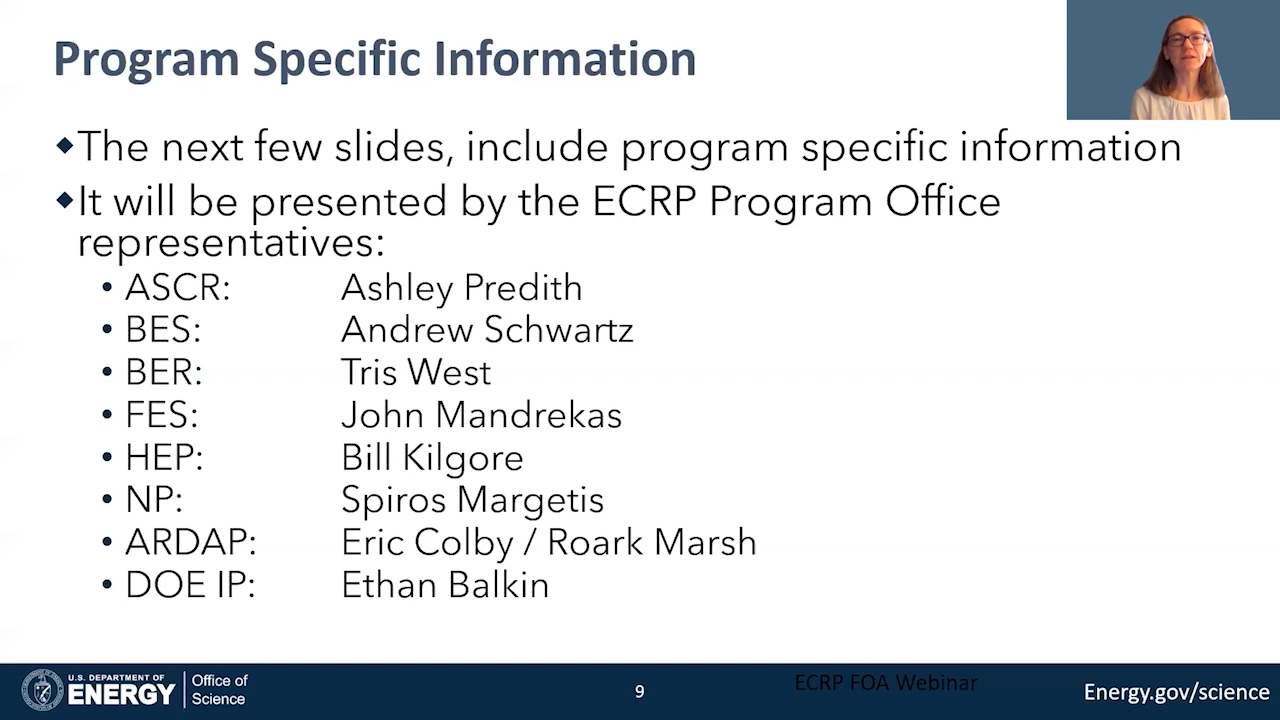 Program Specific Information
The next few slides, include program specific information
It will be presented by the ECRP Program Office
representatives:
• ASCR: Ashley Predith
• BES: Andrew Schwartz
• BER: Tris West
• FES: John Mandrekas
• HEP: Bill Kilgore
• NP: Spiros Margetis
• ARDAP: Eric Colby / Roark Marsh
• DOE IP: Ethan Balkin
U.S. DEPARTMENT OF
ENERGY
Office of
Science
9
ECRP FOA Webinar
Energy.gov/science